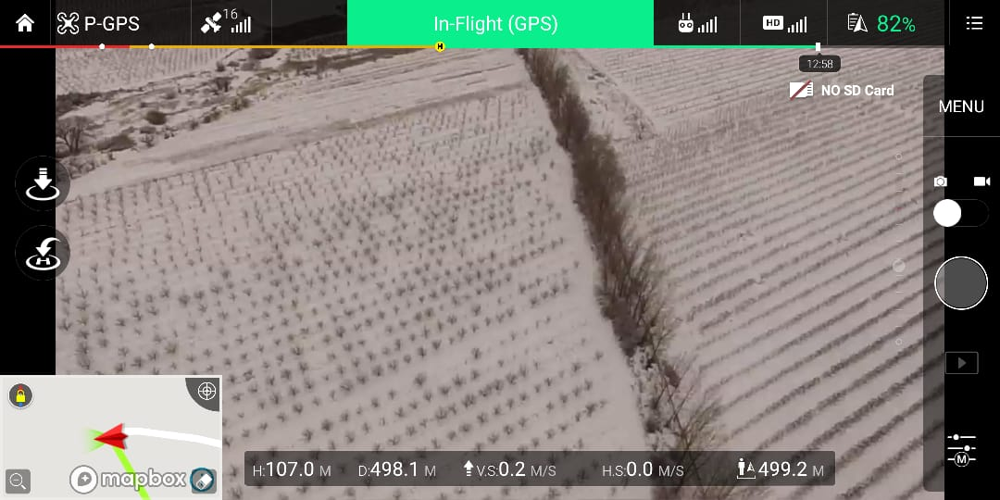 P-GPS
16
In-Flight (GPS)
HD
82%
H
12:58
NO SD Card
MENU
M
mapbox
H:107.0 M D:498.1 M V.S:0.2 M/S H.S:0.0 M/S A 499.2 M